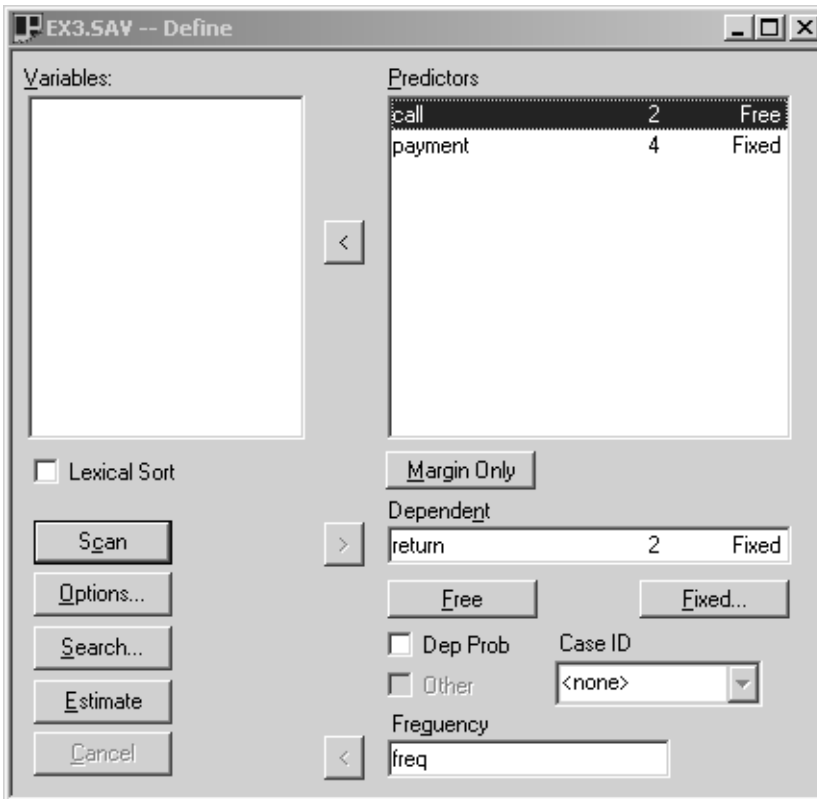 EX3.SAV -- Define
Variables:
Predictors
call 2 Free
payment 4 Fixed
<
Lexical Sort
Margin Only
Dependent
Scan
>
return 2 Fixed
Options...
Free
Fixed...
Search...
Dep Prob
Case ID
Other
<none>
Estimate
Freguency
Cancel
<
freq